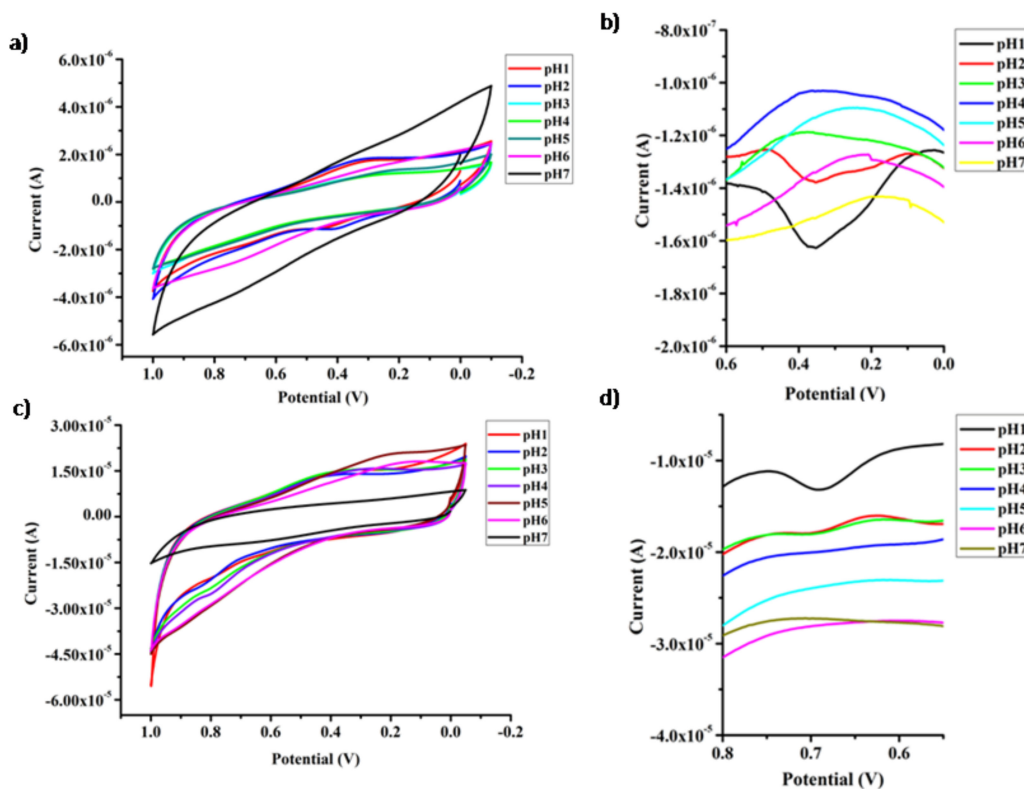 a)
6.0x10⁻⁶
4.0x10⁻⁶
2.0x10⁻⁶
0.0
-2.0x10⁻⁶
-4.0x10⁻⁶
-6.0x10⁻⁶
Current (A)
1.0 0.8 0.6 0.4 0.2 0.0 -0.2
Potential (V)
pH1
pH2
pH3
pH4
pH5
pH6
pH7
b)
-8.0x10⁻⁷
-1.0x10⁻⁶
-1.2x10⁻⁶
-1.4x10⁻⁶
-1.6x10⁻⁶
-1.8x10⁻⁶
-2.0x10⁻⁶
Current (A)
0.6 0.4 0.2 0.0
Potential (V)
pH1
pH2
pH3
pH4
pH5
pH6
pH7
c)
3.00x10⁻⁵
1.50x10⁻⁵
0.00
-1.50x10⁻⁵
-3.00x10⁻⁵
-4.50x10⁻⁵
-6.00x10⁻⁵
Current (A)
1.0 0.8 0.6 0.4 0.2 0.0 -0.2
Potential (V)
pH1
pH2
pH3
pH4
pH5
pH6
pH7
d)
-1.0x10⁻⁵
-2.0x10⁻⁵
-3.0x10⁻⁵
-4.0x10⁻⁵
Current (A)
0.8 0.7 0.6
Potential (V)
pH1
pH2
pH3
pH4
pH5
pH6
pH7